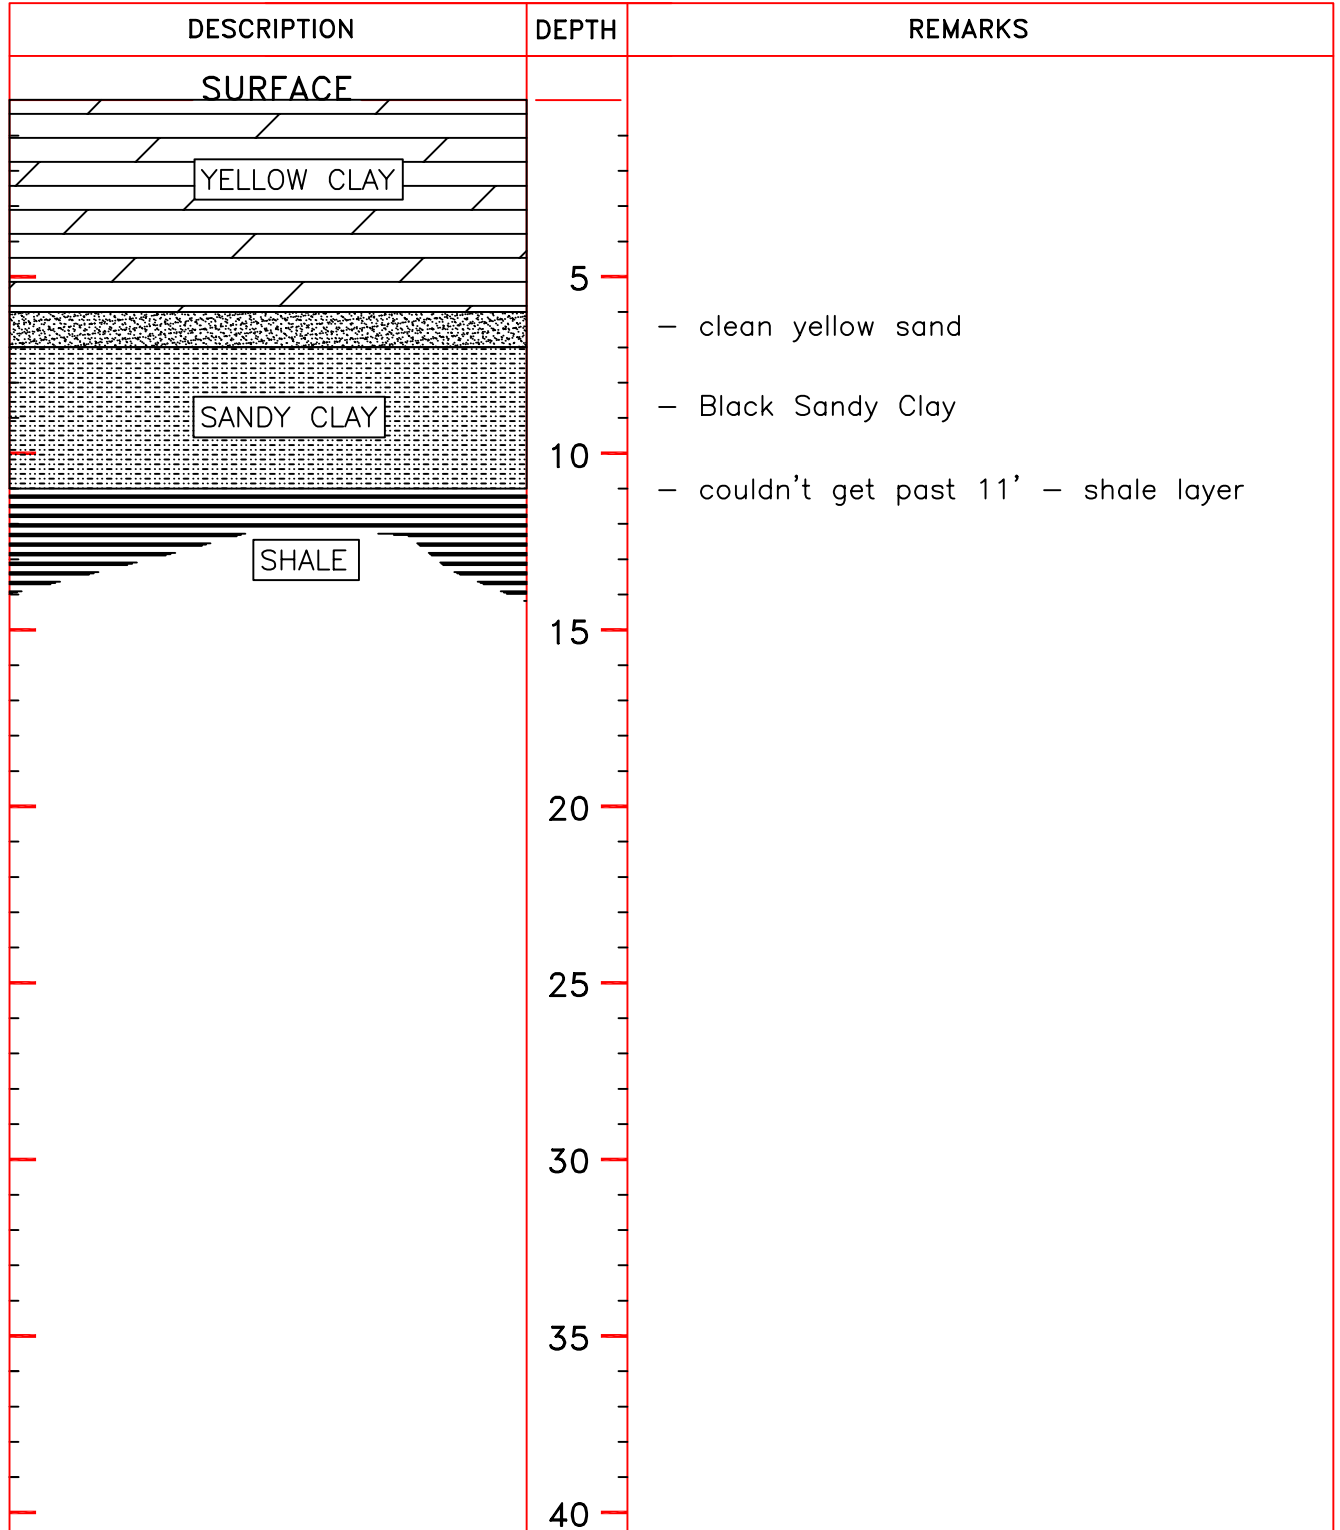 DESCRIPTION DEPTH REMARKS
SURFACE
YELLOW CLAY
5
– clean yellow sand
– Black Sandy Clay
SANDY CLAY
10
– couldn't get past 11' – shale layer
SHALE
15
20
25
30
35
40